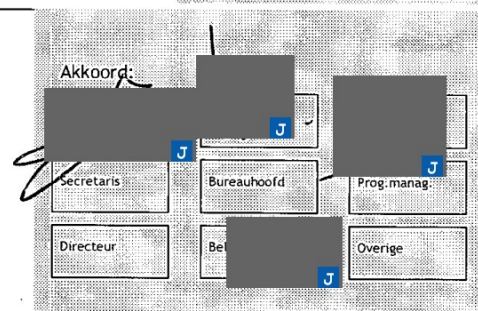 Akkoord:
J
J
J
Secretaris
Bureauhoofd
Prog.manag.
Directeur
Overige
J